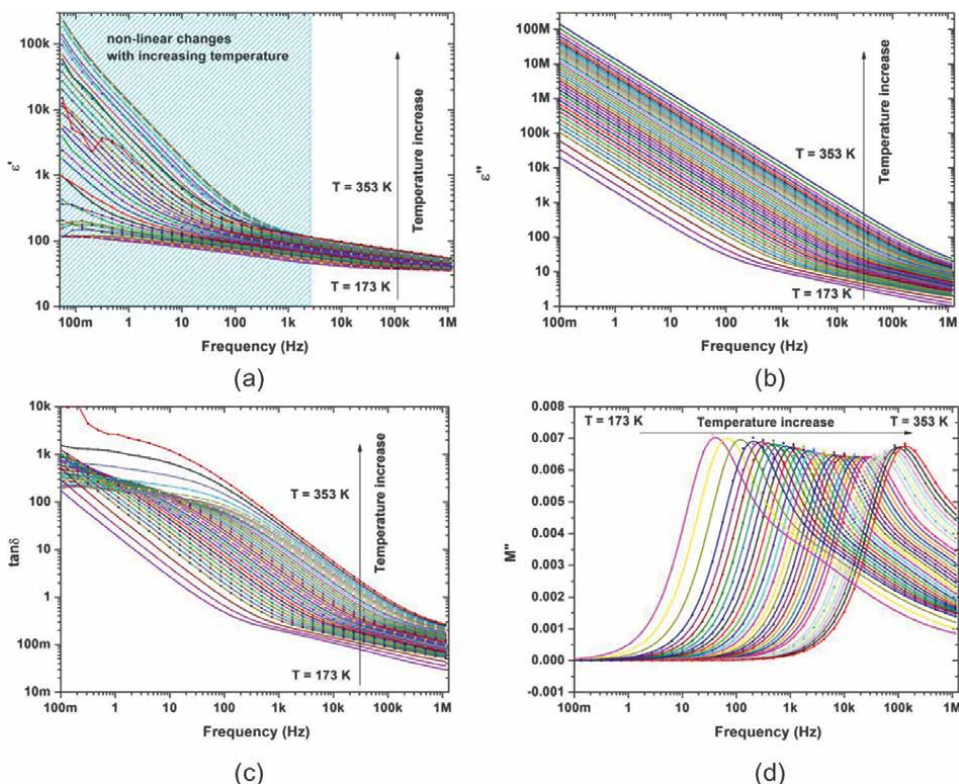 100k
10k
1k
100
10
ε'
non-linear changes
with increasing temperature
T = 353 K
T = 173 K
Temperature increase
100m 1 10 100 1k 10k 100k 1M
Frequency (Hz)
(a)
100M
10M
1M
100k
10k
1k
100
10
1
ε''
T = 353 K
T = 173 K
Temperature increase
100m 1 10 100 1k 10k 100k 1M
Frequency (Hz)
(b)
10k
1k
100
10
1
100m
10m
tanδ
T = 353 K
T = 173 K
Temperature increase
100m 1 10 100 1k 10k 100k 1M
Frequency (Hz)
(c)
0.008
0.007
0.006
0.005
0.004
0.003
0.002
0.001
0.000
-0.001
M''
T = 173 K Temperature increase T = 353 K
100m 1 10 100 1k 10k 100k 1M
Frequency (Hz)
(d)